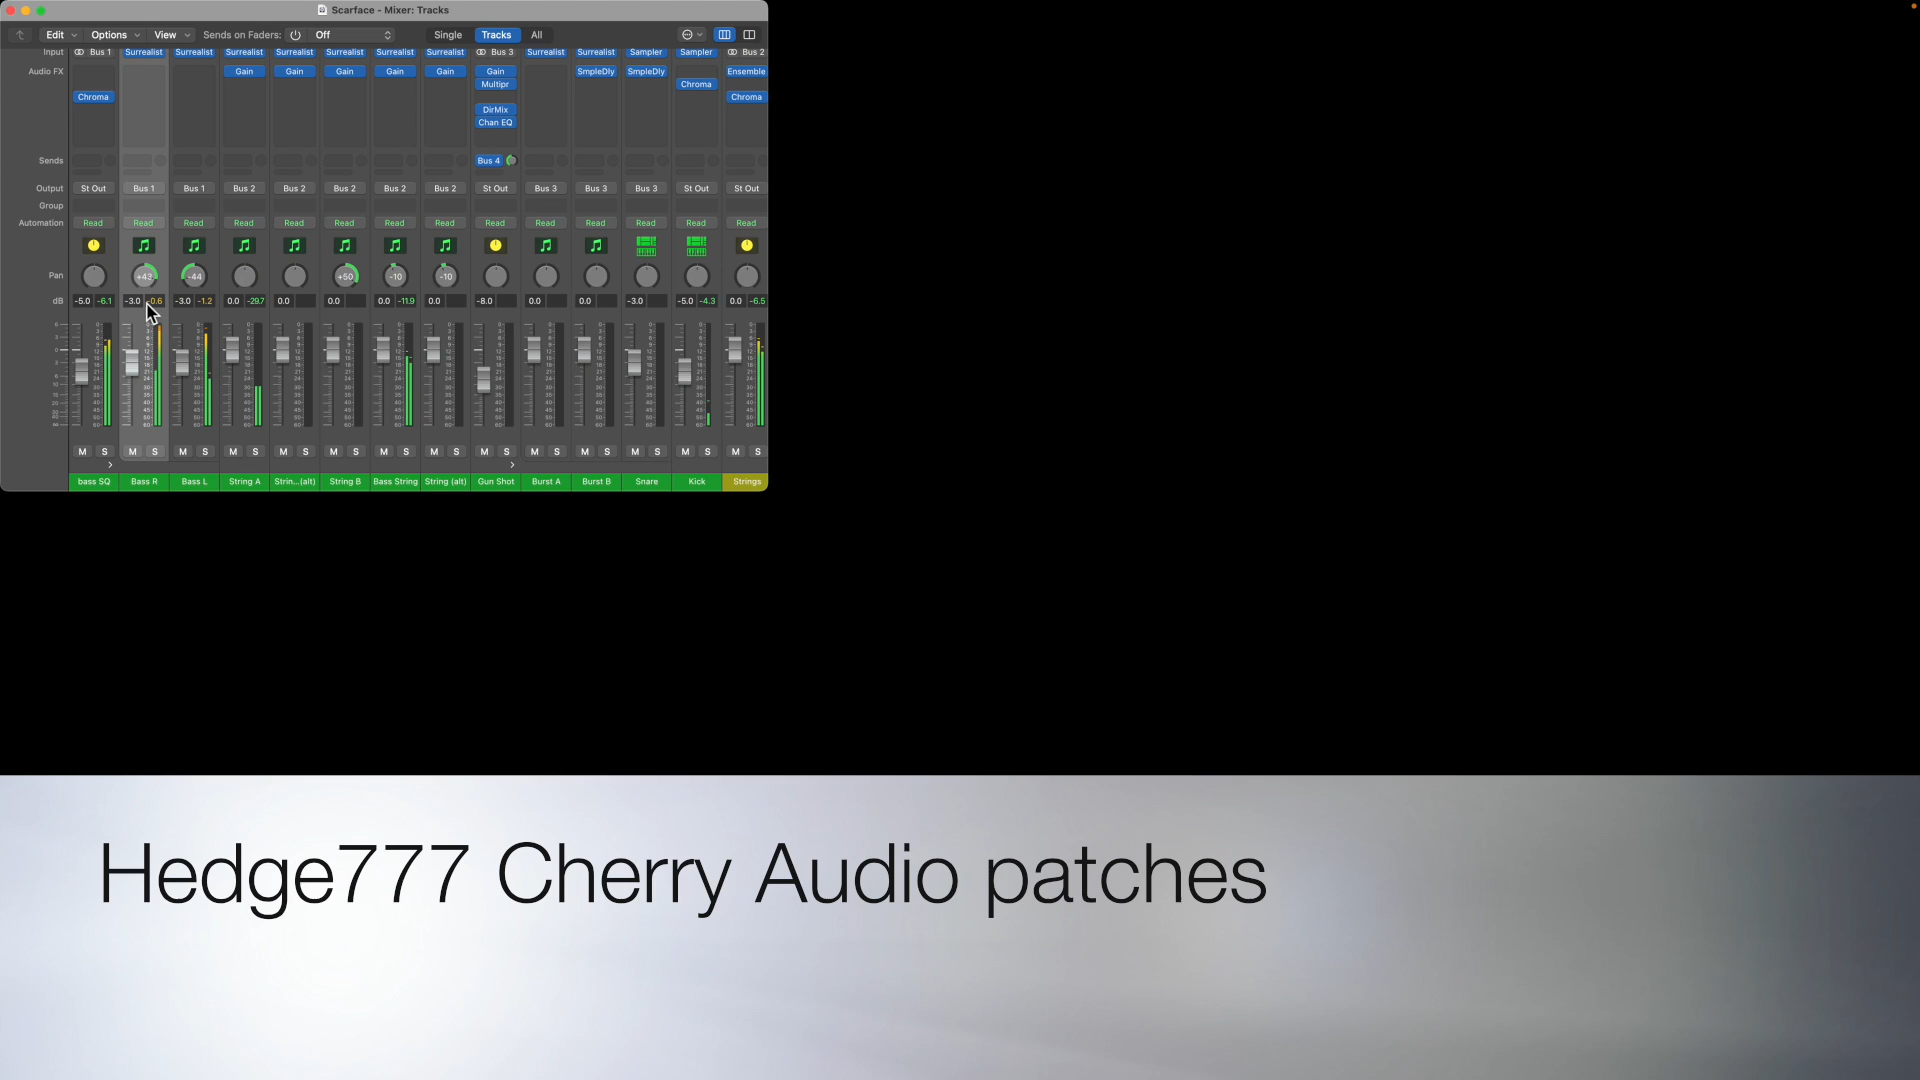 Scarface - Mixer: Tracks
Edit Options View Sends on Faders: Off Single Tracks All
Input Bus 1 Surrealist Surrealist Surrealist Surrealist Surrealist Surrealist Surrealist Bus 3 Surrealist Surrealist Sampler Sampler Bus 2
Audio FX Gain Gain Gain Gain Gain Gain SmpleDly SmpleDly Ensemble
Multipr Chroma
Chroma Chroma
DirMix
Chan EQ
Sends Bus 4
Output St Out Bus 1 Bus 1 Bus 2 Bus 2 Bus 2 Bus 2 Bus 2 St Out Bus 3 Bus 3 Bus 3 St Out St Out
Group
Automation Read Read Read Read Read Read Read Read Read Read Read Read Read Read
Pan +43 -44 +50 -10 -10
dB -5.0 -6.1 -3.0 -0.6 -3.0 -1.2 0.0 -29.7 0.0 0.0 0.0 -11.9 0.0 -8.0 0.0 0.0 -3.0 -5.0 -4.3 0.0 -6.5
M S M S M S M S M S M S M S M S M S M S M S M S M S M S
bass SQ Bass R Bass L String A Strin...(alt) String B Bass String String (alt) Gun Shot Burst A Burst B Snare Kick Strings
Hedge777 Cherry Audio patches